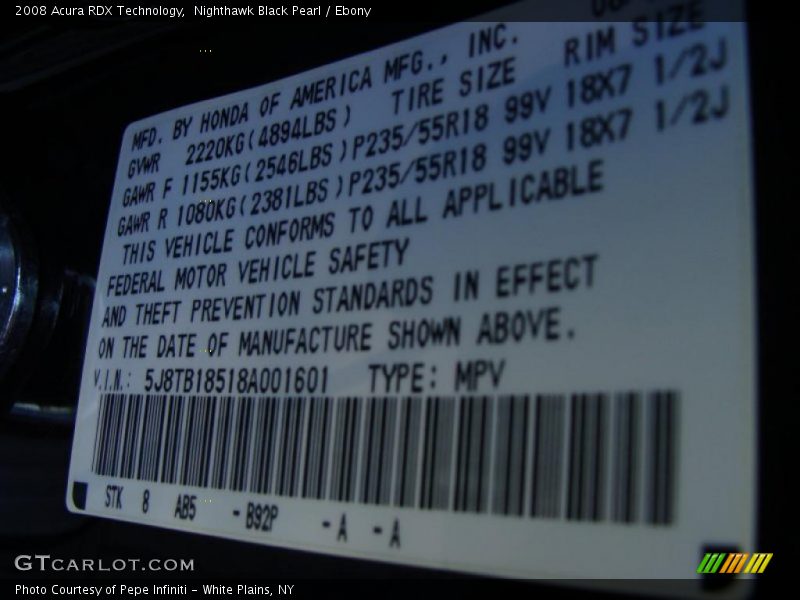 2008 Acura RDX Technology,  Nighthawk Black Pearl / Ebony
MFD. BY HONDA OF AMERICA MFG., INC.
GVWR 2220KG(4894LBS) TIRE SIZE RIM SIZE
GAWR F 1155KG(2546LBS)P235/55R18 99V 18X7 1/2J
GAWR R 1080KG(2381LBS)P235/55R18 99V 18X7 1/2J
THIS VEHICLE CONFORMS TO ALL APPLICABLE
FEDERAL MOTOR VEHICLE SAFETY
AND THEFT PREVENTION STANDARDS IN EFFECT
ON THE DATE OF MANUFACTURE SHOWN ABOVE.
V.I.N.: 5J8TB18518A001601 TYPE: MPV
STK 8 AB5 -B92P -A -A
GTCARLOT.COM
Photo Courtesy of Pepe Infiniti - White Plains, NY